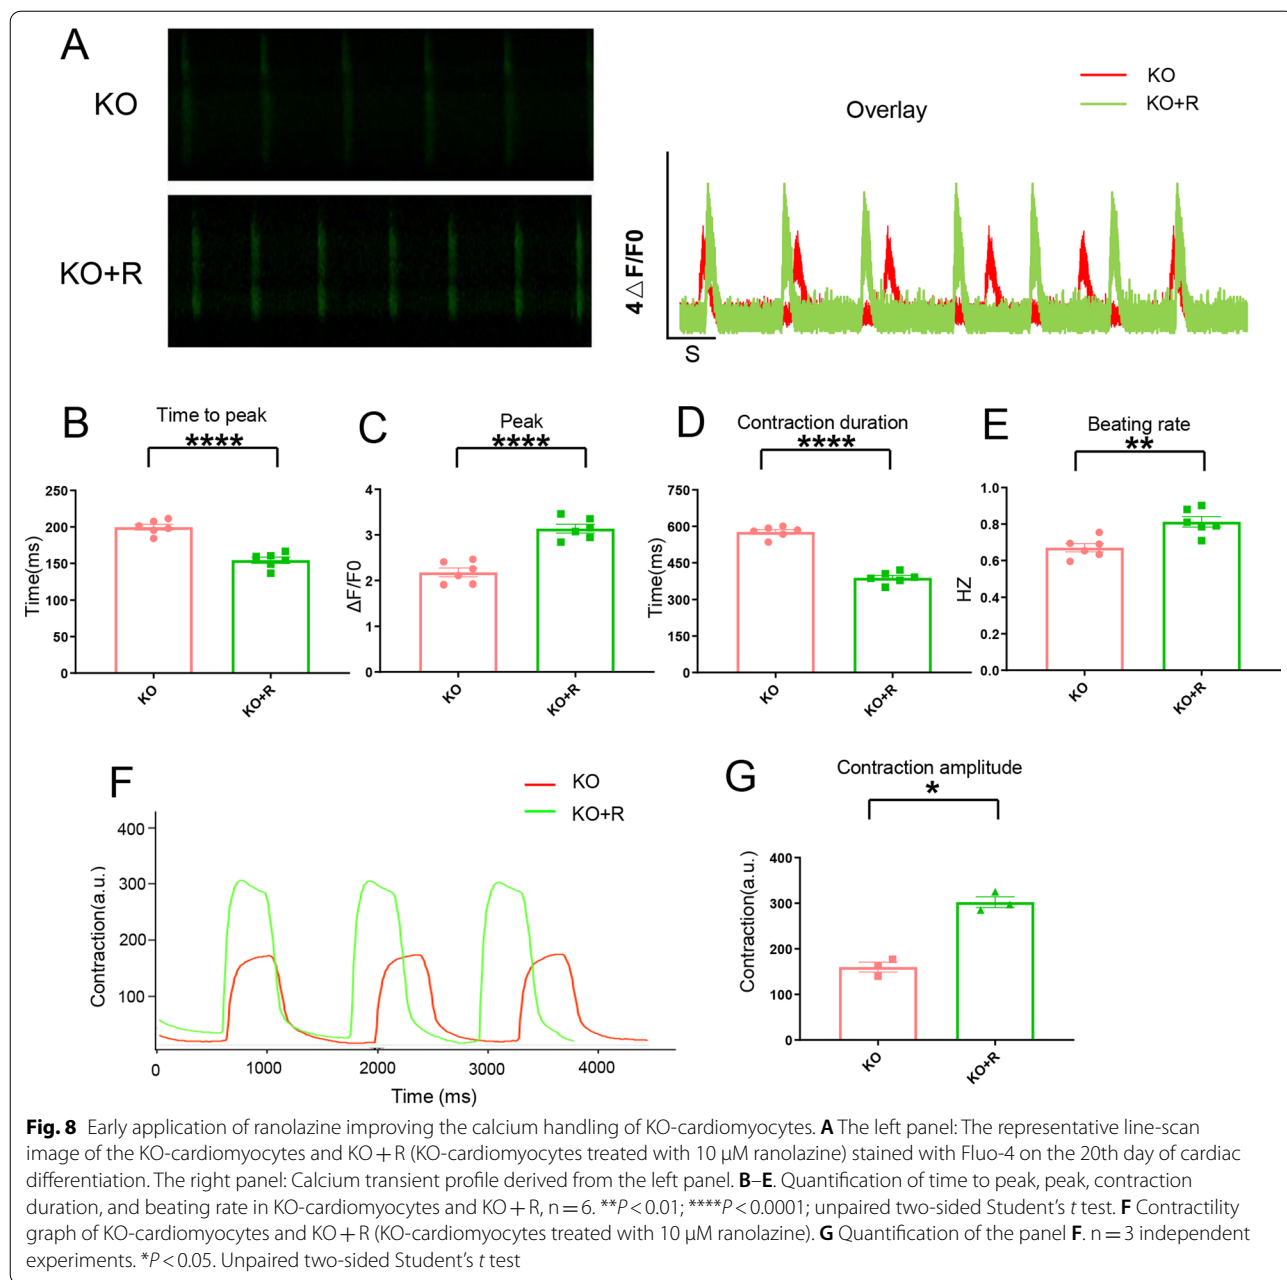 A
KO
KO+R
KO
KO+R
Overlay
4 △ F/F0
S
B
Time to peak
****
Time(ms)
250
200
150
100
50
0
KO
KO+R
C
Peak
****
ΔF/F0
4
3
2
1
0
KO
KO+R
D
Contraction duration
****
Time(ms)
750
600
450
300
150
0
KO
KO+R
E
Beating rate
**
HZ
1.0
0.8
0.6
0.4
0.2
0.0
KO
KO+R
F
KO
KO+R
Contraction(a.u.)
400
300
200
100
0
1000
2000
3000
4000
Time (ms)
G
Contraction amplitude
*
Contraction(a.u.)
400
300
200
100
0
KO
KO+R
Fig. 8 Early application of ranolazine improving the calcium handling of KO-cardiomyocytes. A The left panel: The representative line-scan
image of the KO-cardiomyocytes and KO + R (KO-cardiomyocytes treated with 10 μM ranolazine) stained with Fluo-4 on the 20th day of cardiac
differentiation. The right panel: Calcium transient profile derived from the left panel. B–E. Quantification of time to peak, peak, contraction
duration, and beating rate in KO-cardiomyocytes and KO + R, n = 6. **P < 0.01; ****P < 0.0001; unpaired two-sided Student's t test. F Contractility
graph of KO-cardiomyocytes and KO + R (KO-cardiomyocytes treated with 10 μM ranolazine). G Quantification of the panel F. n = 3 independent
experiments. *P < 0.05. Unpaired two-sided Student's t test